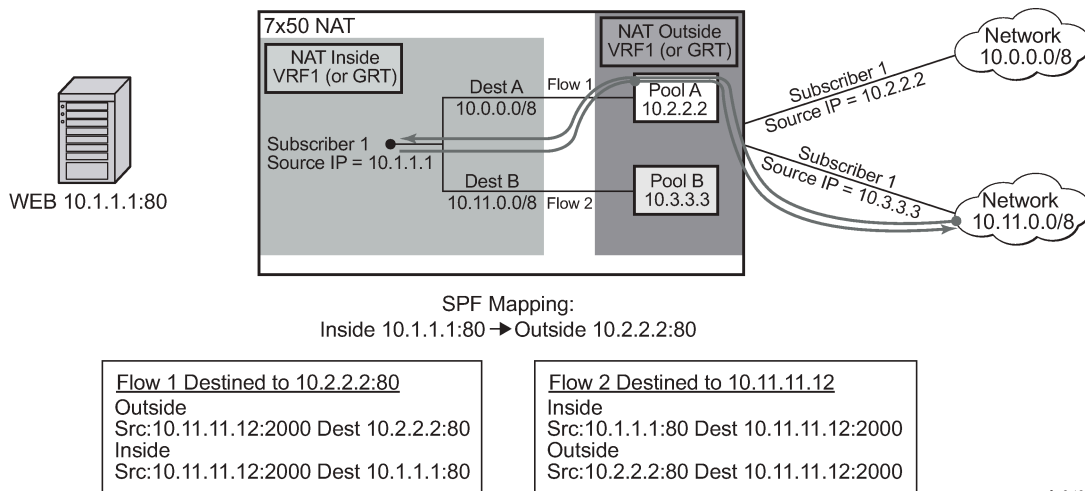 7x50 NAT
NAT Inside
VRF1 (or GRT)
NAT Outside
VRF1 (or GRT)
Network
10.0.0.0/8
Dest A
10.0.0.0/8
Flow 1
Pool A
10.2.2.2
Subscriber 1
Source IP = 10.2.2.2
Subscriber 1
Source IP = 10.1.1.1
WEB 10.1.1.1:80
Dest B
10.11.0.0/8
Flow 2
Pool B
10.3.3.3
Subscriber 1
Source IP = 10.3.3.3
Network
10.11.0.0/8
SPF Mapping:
Inside 10.1.1.1:80 → Outside 10.2.2.2:80
Flow 1 Destined to 10.2.2.2:80
Outside
Src:10.11.11.12:2000 Dest 10.2.2.2:80
Inside
Src:10.11.11.12:2000 Dest 10.1.1.1:80
Flow 2 Destined to 10.11.11.12
Inside
Src:10.1.1.1:80 Dest 10.11.11.12:2000
Outside
Src:10.2.2.2:80 Dest 10.11.11.12:2000